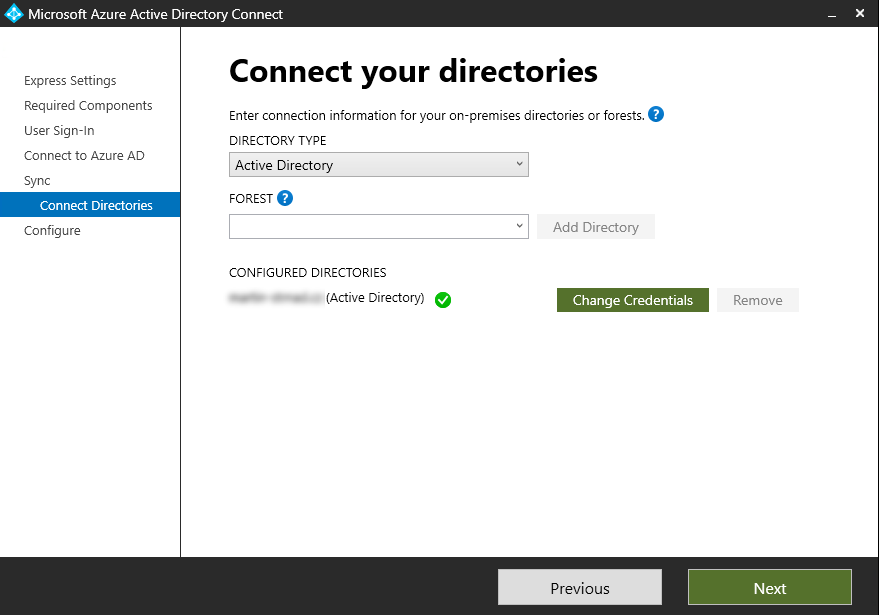 Microsoft Azure Active Directory Connect
Express Settings
Required Components
User Sign-In
Connect to Azure AD
Sync
Connect Directories
Configure
Connect your directories
Enter connection information for your on-premises directories or forests. ?
DIRECTORY TYPE
Active Directory
FOREST ?
Add Directory
CONFIGURED DIRECTORIES
(Active Directory)
Change Credentials
Remove
Previous
Next